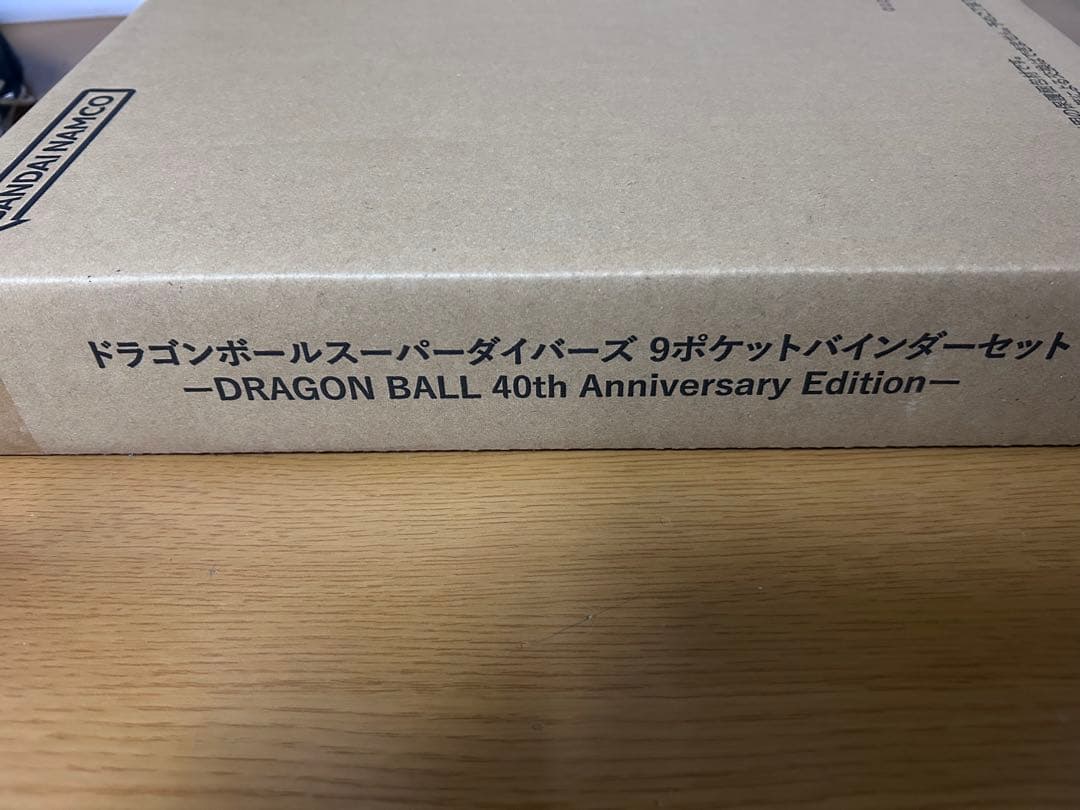 BANDAI NAMCO
ドラゴンボールスーパーダイバーズ 9ポケットバインダーセット
—DRAGON BALL 40th Anniversary Edition—